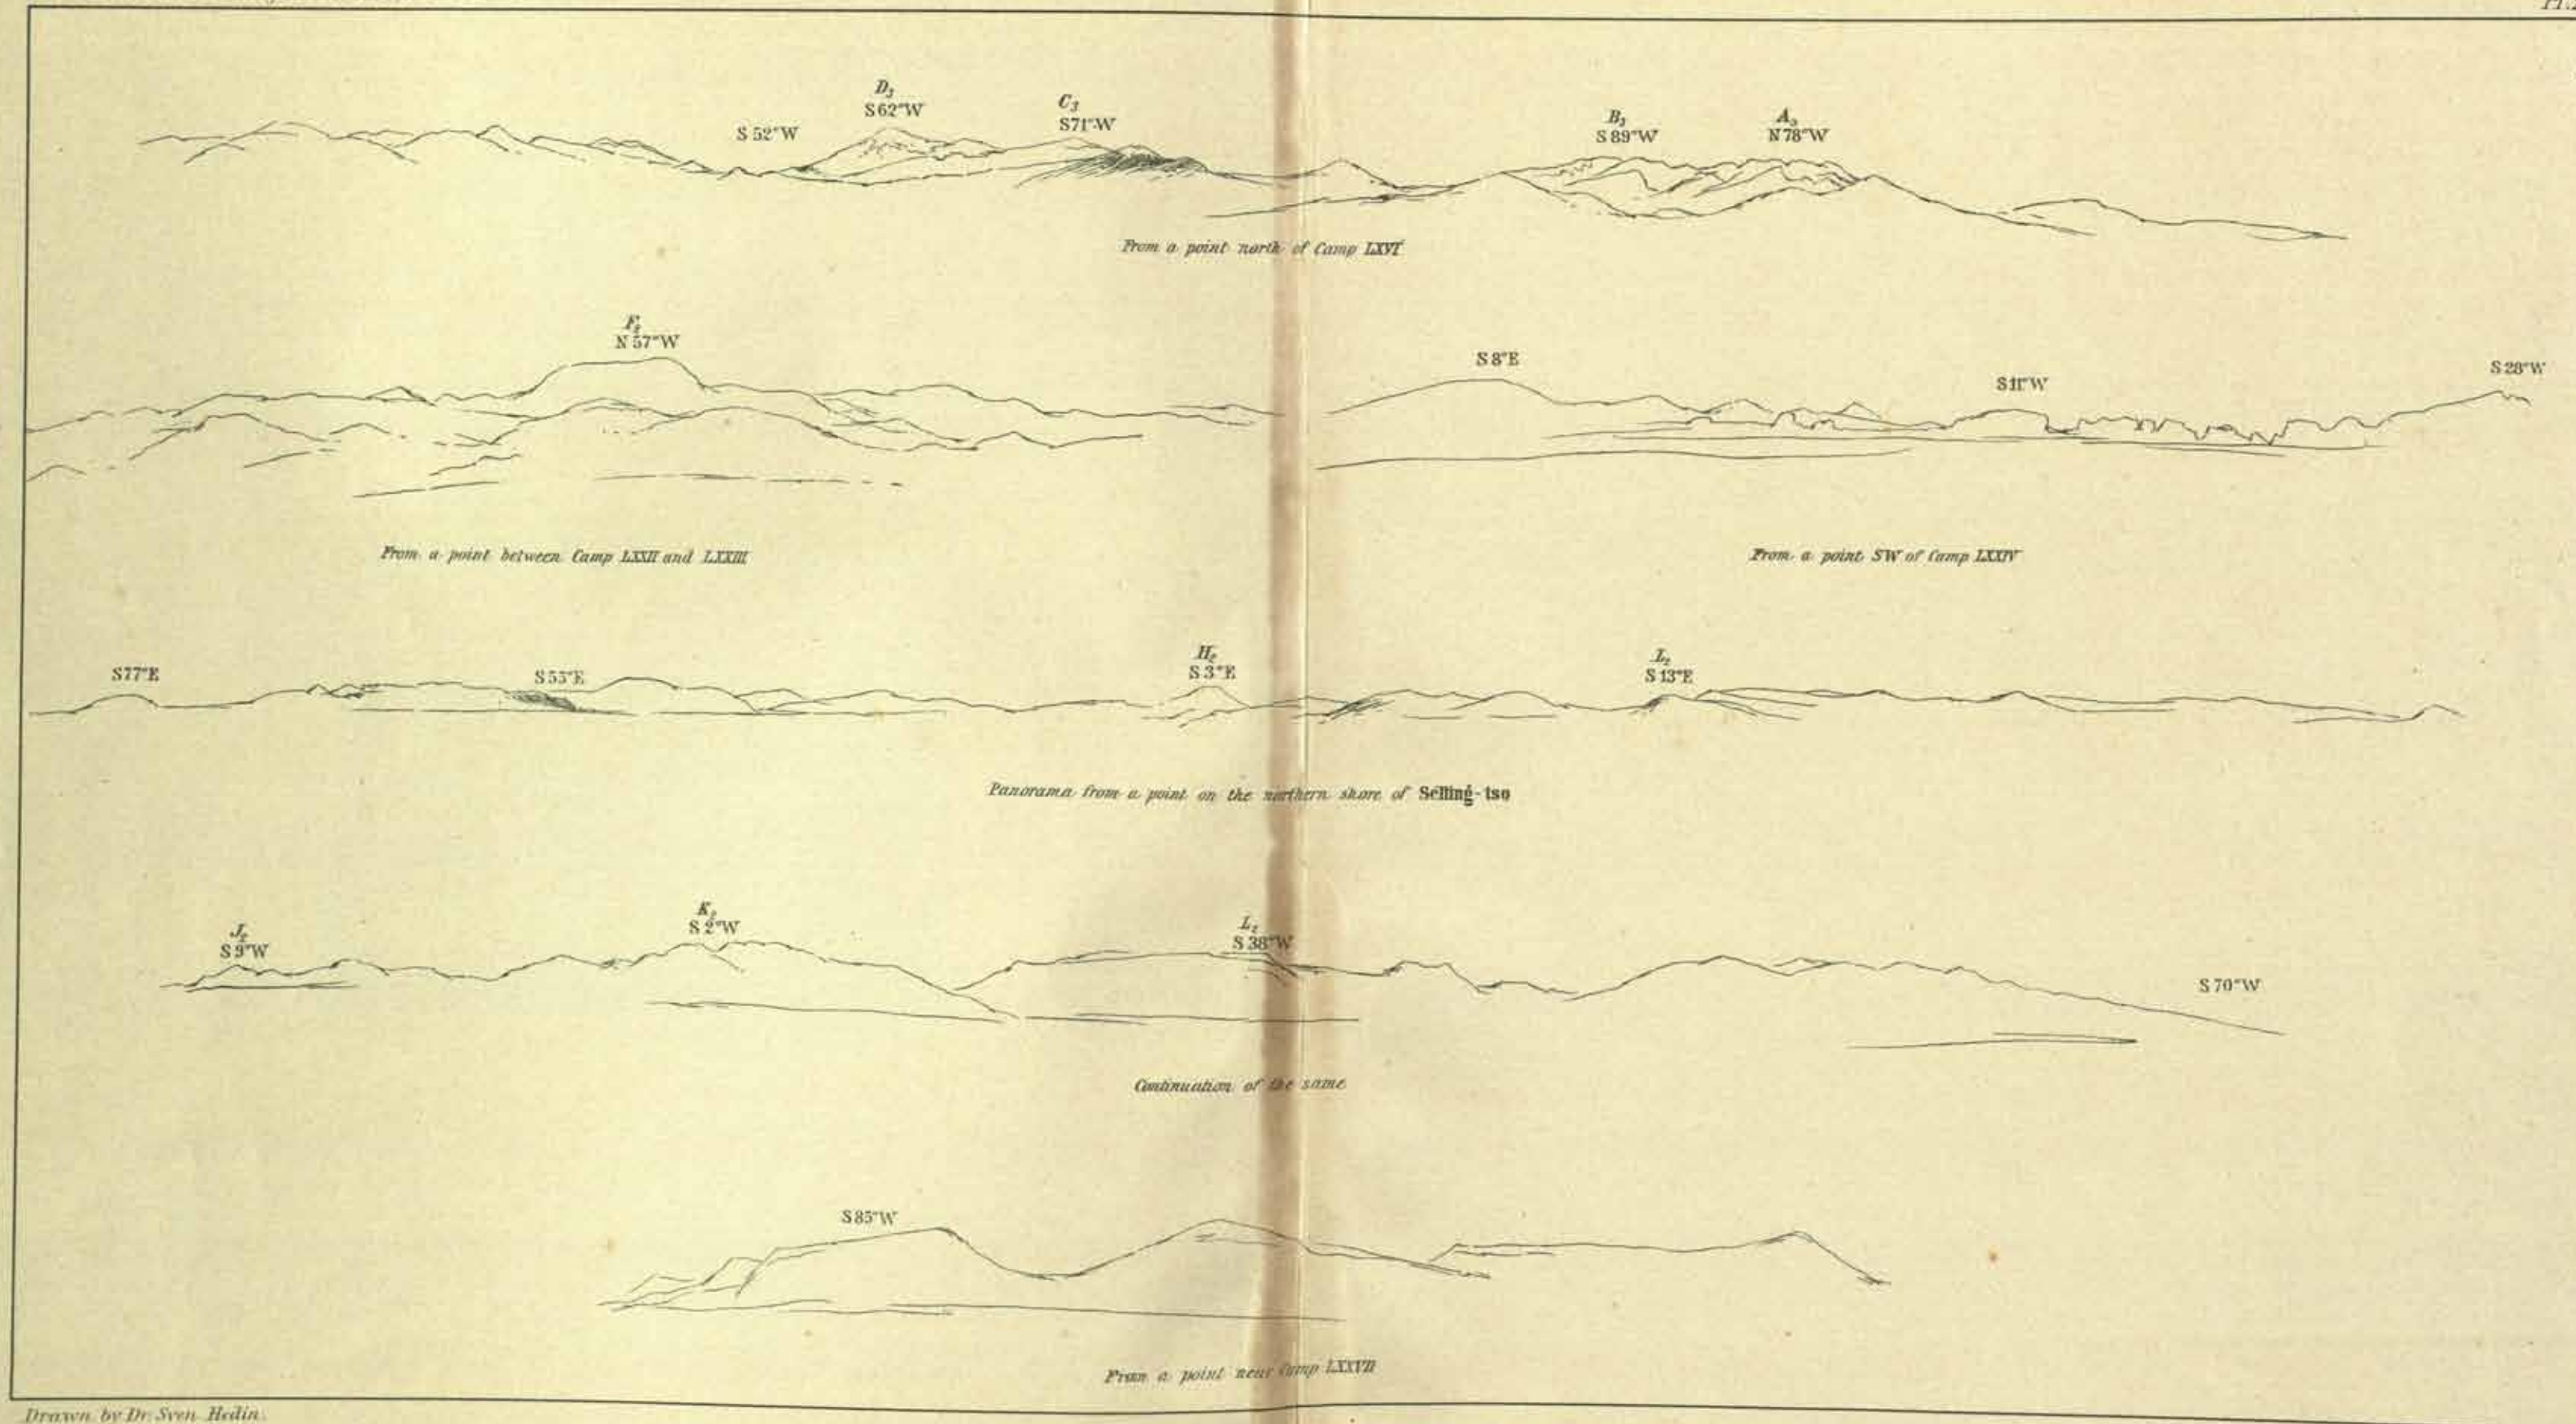 D₃
S 62° W
C₃
S 71° W
S 52° W
B₃
S 89° W
A₃
N 78° W
From a point north of Camp LXVI
F₂
N 57° W
S 8° E
S 11° W
S 28° W
From a point between Camp LXXII and LXXIII
From a point SW of Camp LXXIV
S 77° E
S 53° E
H₂
S 3° E
I₂
S 13° E
Panorama from a point on the northern shore of Selling-tso
J₂
S 9° W
K₂
S 2° W
L₂
S 38° W
S 70° W
Continuation of the same
S 85° W
From a point near Camp LXXVII
Drawn by Dr. Sven Hedin.